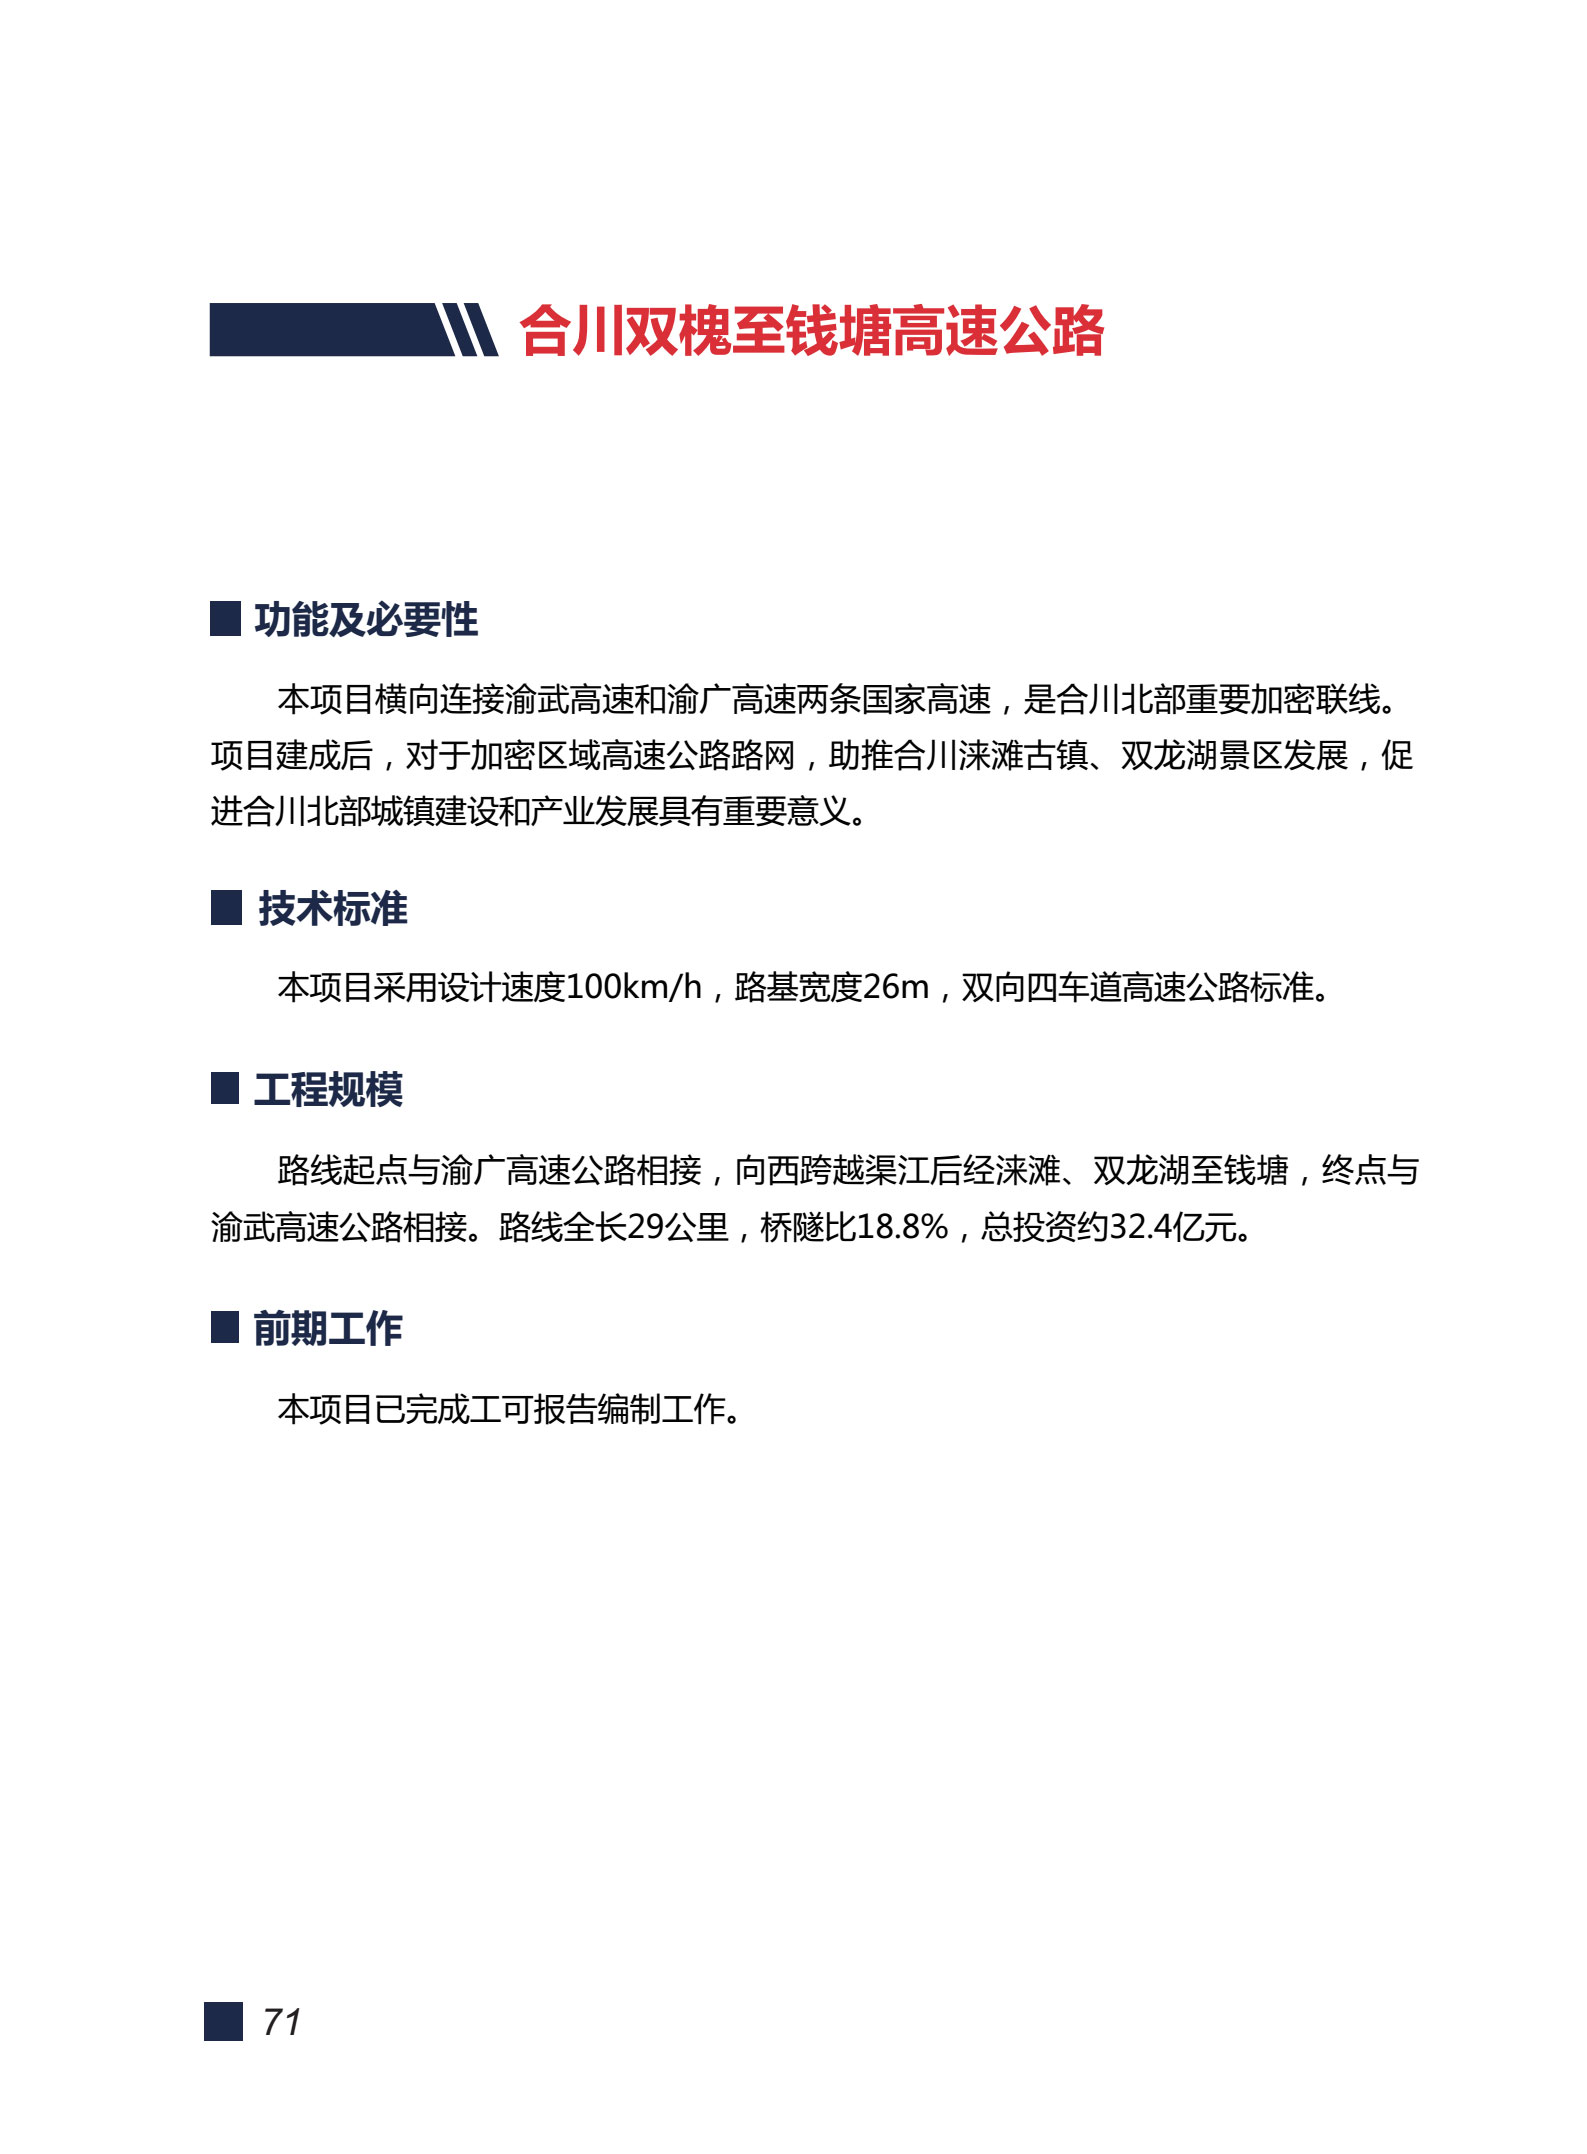 合川双槐至钱塘高速公路
功能及必要性
本项目横向连接渝武高速和渝广高速两条国家高速，是合川北部重要加密联线。
项目建成后，对于加密区域高速公路路网，助推合川涞滩古镇、双龙湖景区发展，促
进合川北部城镇建设和产业发展具有重要意义。
技术标准
本项目采用设计速度100km/h，路基宽度26m，双向四车道高速公路标准。
工程规模
路线起点与渝广高速公路相接，向西跨越渠江后经涞滩、双龙湖至钱塘，终点与
渝武高速公路相接。路线全长29公里，桥隧比18.8%，总投资约32.4亿元。
前期工作
本项目已完成工可报告编制工作。
71